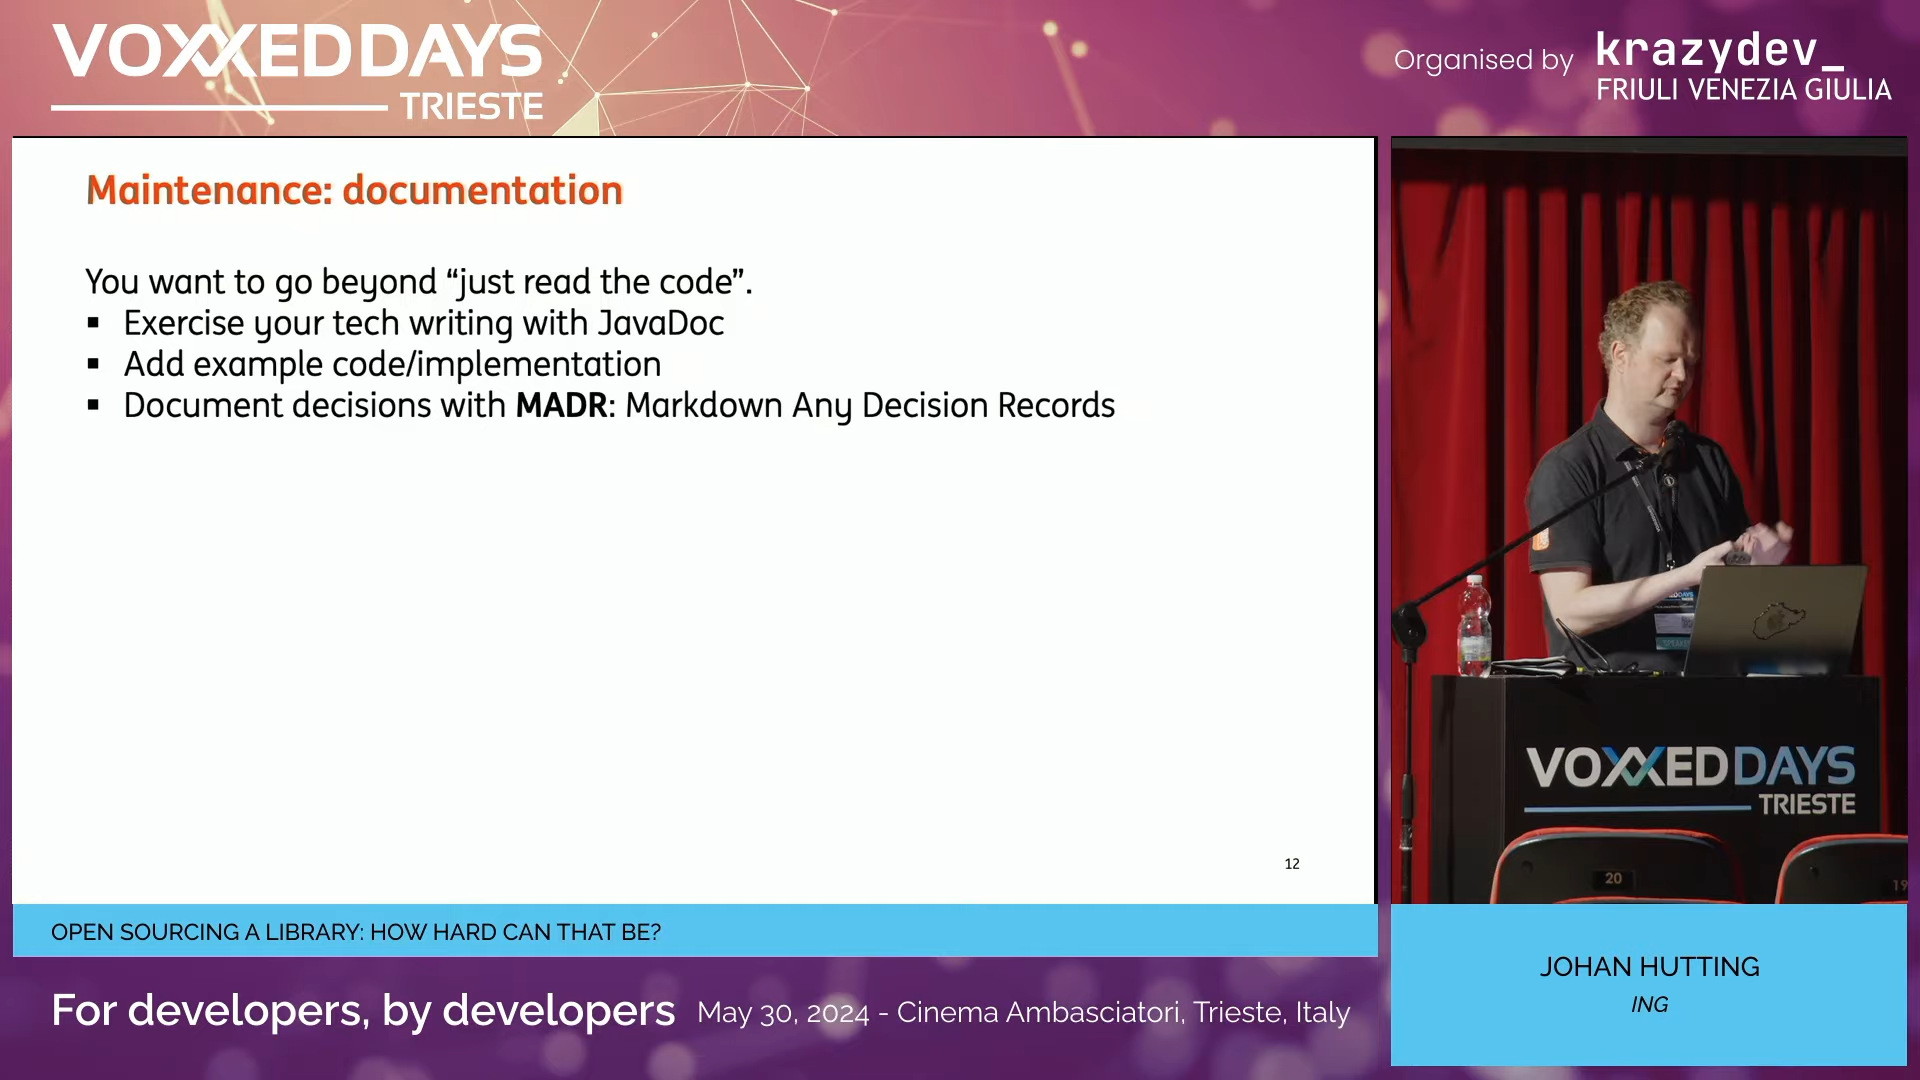 VOXXEDDAYS
TRIESTE
Organised by
krazydev_
FRIULI VENEZIA GIULIA
Maintenance: documentation
You want to go beyond “just read the code”.
▪ Exercise your tech writing with JavaDoc
▪ Add example code/implementation
▪ Document decisions with MADR: Markdown Any Decision Records
12
VOXXEDDAYS
TRIESTE
20
19
OPEN SOURCING A LIBRARY: HOW HARD CAN THAT BE?
JOHAN HUTTING
ING
For developers, by developers
May 30, 2024 - Cinema Ambasciatori, Trieste, Italy